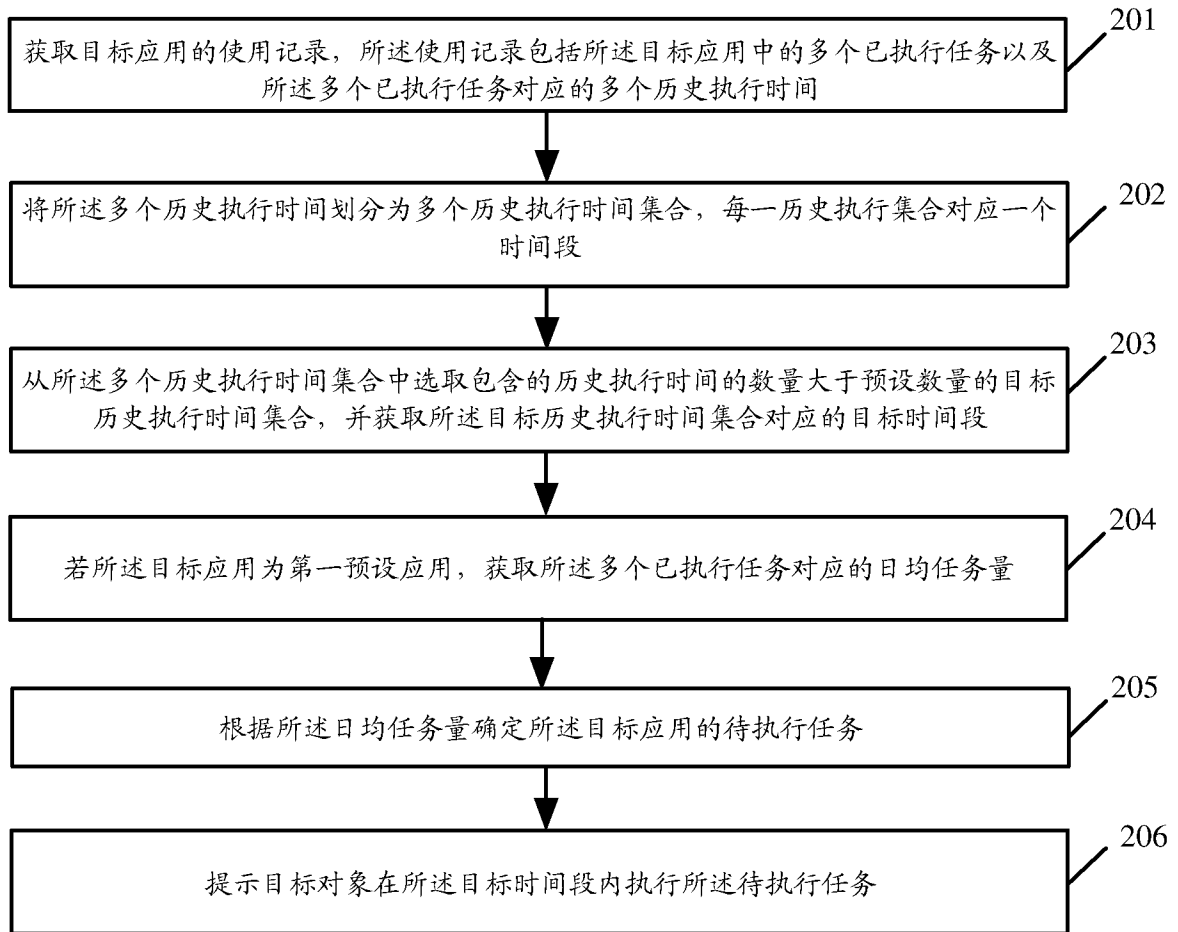 201
获取目标应用的使用记录，所述使用记录包括所述目标应用中的多个已执行任务以及
所述多个已执行任务对应的多个历史执行时间
202
将所述多个历史执行时间划分为多个历史执行时间集合，每一历史执行集合对应一个
时间段
203
从所述多个历史执行时间集合中选取包含的历史执行时间的数量大于预设数量的目标
历史执行时间集合，并获取所述目标历史执行时间集合对应的目标时间段
204
若所述目标应用为第一预设应用，获取所述多个已执行任务对应的日均任务量
205
根据所述日均任务量确定所述目标应用的待执行任务
206
提示目标对象在所述目标时间段内执行所述待执行任务